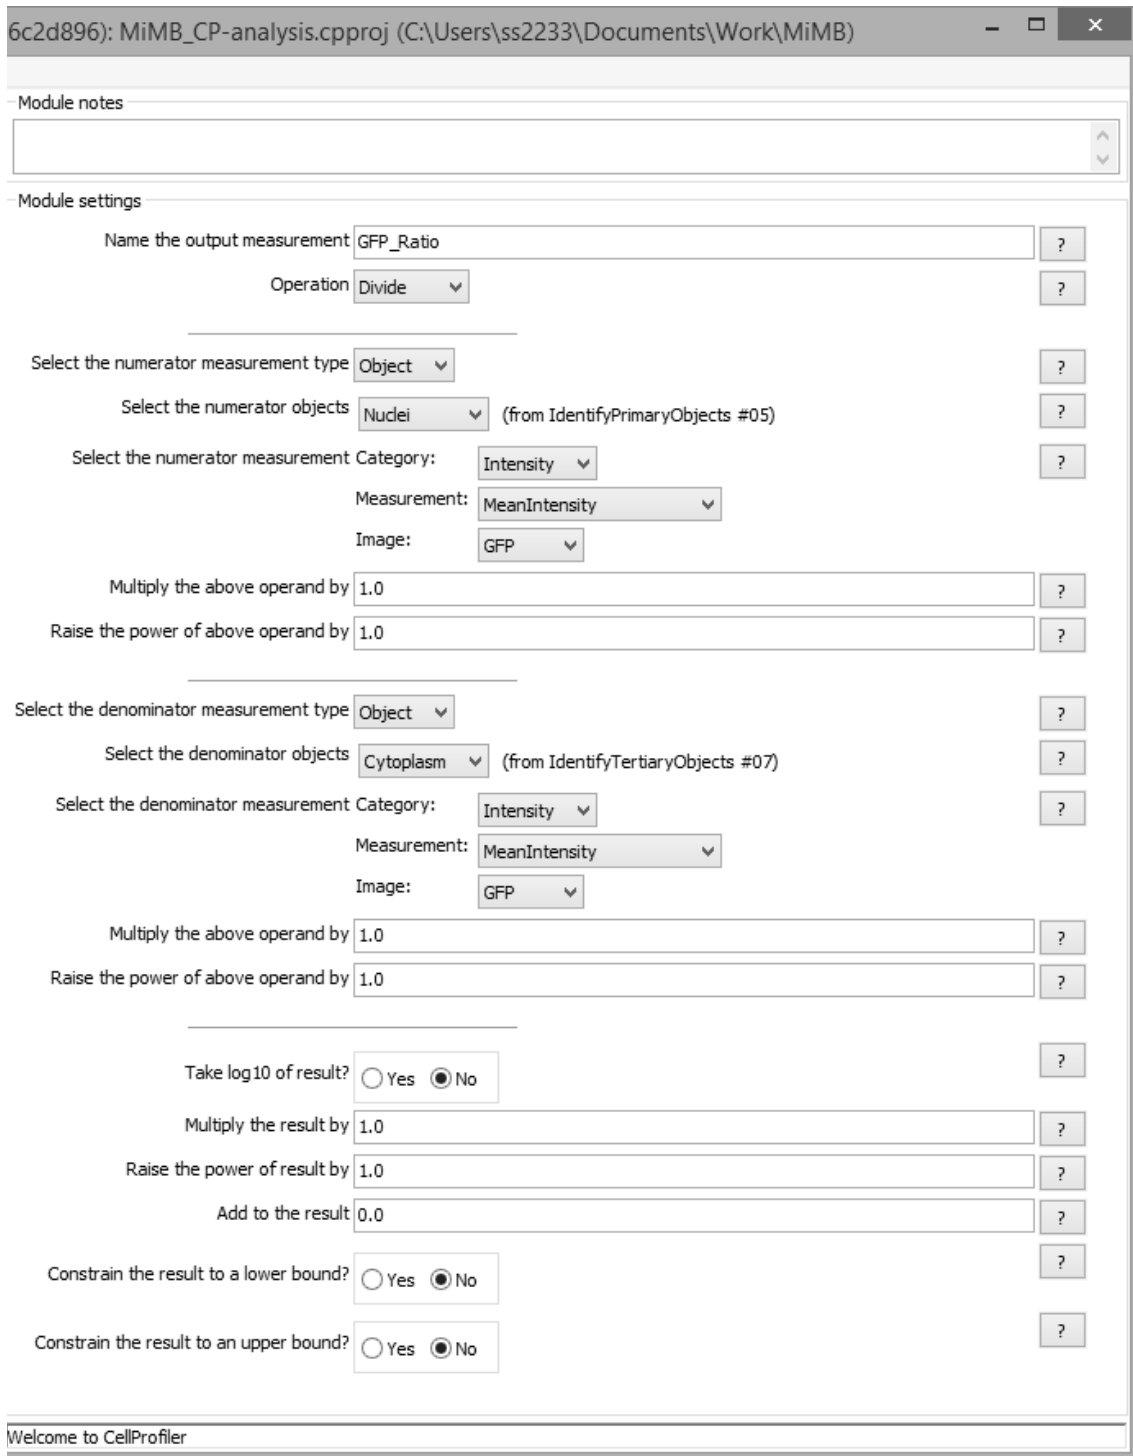 6c2d896): MiMB_CP-analysis.cpproj (C:\Users\ss2233\Documents\Work\MiMB)
Module notes
Module settings
Name the output measurement GFP_Ratio ?
Operation Divide ?
Select the numerator measurement type Object ?
Select the numerator objects Nuclei (from IdentifyPrimaryObjects #05) ?
Select the numerator measurement Category: Intensity ?
Measurement: MeanIntensity
Image: GFP
Multiply the above operand by 1.0 ?
Raise the power of above operand by 1.0 ?
Select the denominator measurement type Object ?
Select the denominator objects Cytoplasm (from IdentifyTertiaryObjects #07) ?
Select the denominator measurement Category: Intensity ?
Measurement: MeanIntensity
Image: GFP
Multiply the above operand by 1.0 ?
Raise the power of above operand by 1.0 ?
Take log10 of result? Yes No ?
Multiply the result by 1.0 ?
Raise the power of result by 1.0 ?
Add to the result 0.0 ?
Constrain the result to a lower bound? Yes No ?
Constrain the result to an upper bound? Yes No ?
Welcome to CellProfiler